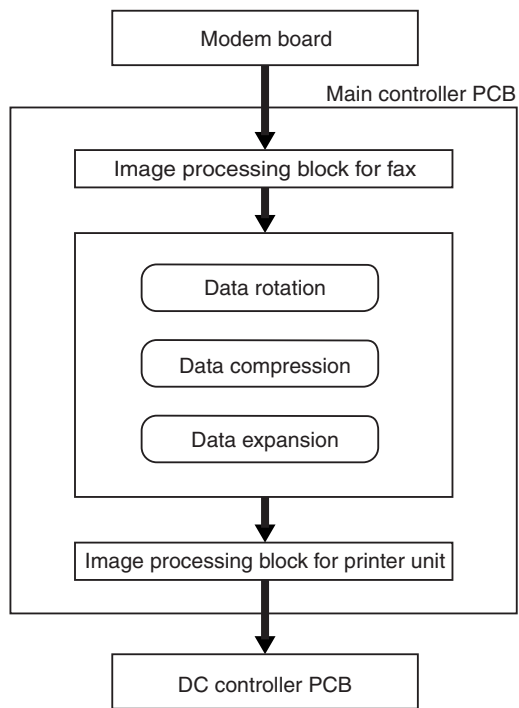 Modem board
Main controller PCB
Image processing block for fax
Data rotation
Data compression
Data expansion
Image processing block for printer unit
DC controller PCB